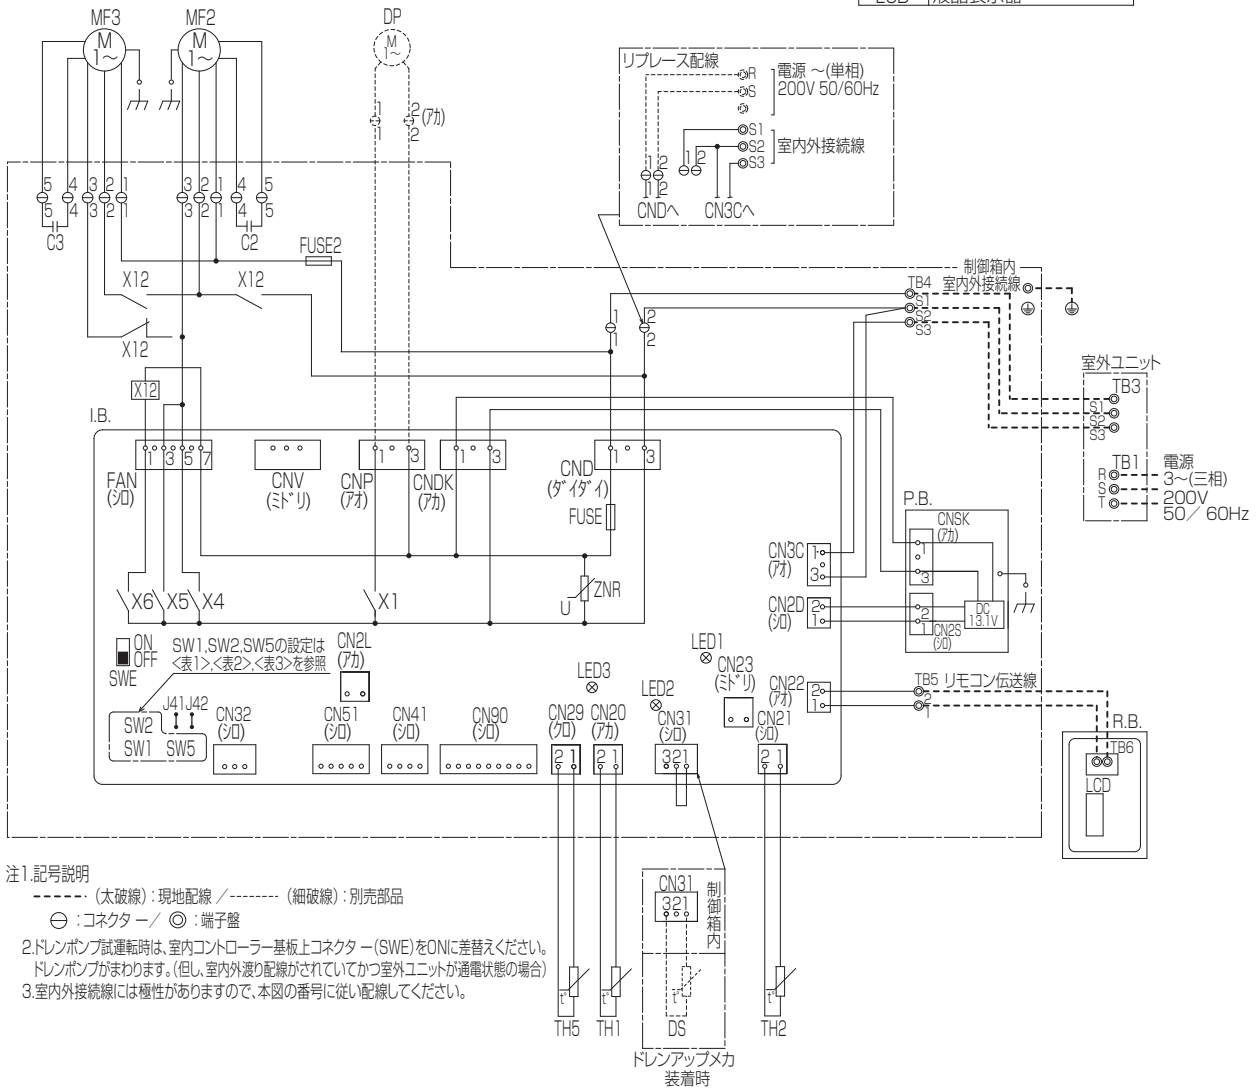 MF3
MF2
DP
M
1～
M
1～
M
1～
リプレース配線
R
S
電源 ～(単相)
200V 50/60Hz
S1
S2
S3
室内外接続線
1 2
1 2
1 2
CNDへ
CN3Cへ
1 2 (アカ)
1 2
5 4 3 2 1
5 4 3 2 1
3 2 1 4 5
3 2 1 4 5
C3
C2
FUSE2
X12
X12
X12
X12
1 2
1 2
制御箱内
TB4
室内外接続線
S1
S2
S3
室外ユニット
TB3
S1
S2
S3
TB1
R
S
T
電源
3～(三相)
200V
50／60Hz
I.B.
1 3 5 7
FAN
(シロ)
CNV
(ミドリ)
1 3
CNP
(アオ)
1 3
CNDK
(アカ)
1 3
CND
(ダイダイ)
FUSE
ZNR
U
X6
X5
X4
X1
P.B.
CNSK
(アカ)
1
3
2
1
CN2S
(シロ)
DC
13.1V
CN3C
(アオ)
1
3
CN2D
(シロ)
2
1
ON
OFF
SWE
SW1,SW2,SW5の設定は
<表1>,<表2>,<表3>を参照
CN2L
(アカ)
LED1
LED3
LED2
CN23
(ミドリ)
CN22
(アオ)
2
1
TB5 リモコン伝送線
2
1
R.B.
TB6
LCD
J41 J42
SW2
SW1 SW5
CN32
(シロ)
CN51
(シロ)
CN41
(シロ)
CN90
(シロ)
CN29
(クロ)
2 1
CN20
(アカ)
2 1
CN31
(シロ)
321
CN21
(シロ)
2 1
注1.記号説明
(太破線)：現地配線／ (細破線)：別売部品
：コネクター／ ：端子盤
2.ドレンポンプ試運転時は、室内コントローラー基板上コネクター(SWE)をONに差替えください。
ドレンポンプがまわります。(但し、室内外渡り配線がされていてかつ室外ユニットが通電状態の場合)
3.室内外接続線には極性がありますので、本図の番号に従い配線してください。
CN31
321
制御箱内
t°
TH5
t°
TH1
t°
DS
t°
TH2
ドレンアップメカ
装着時